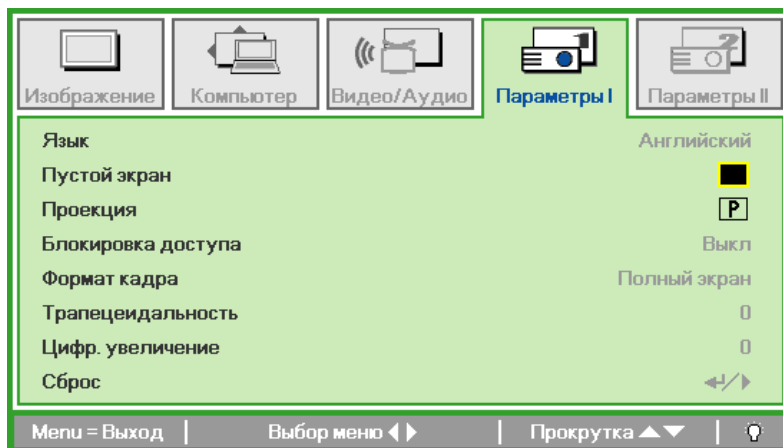 Изображение
Компьютер
Видео/Аудио
Параметры I
Параметры II
Язык Английский
Пустой экран
Проекция P
Блокировка доступа Выкл
Формат кадра Полный экран
Трапецеидальность 0
Цифр. увеличение 0
Сброс
Menu = Выход Выбор меню Прокрутка